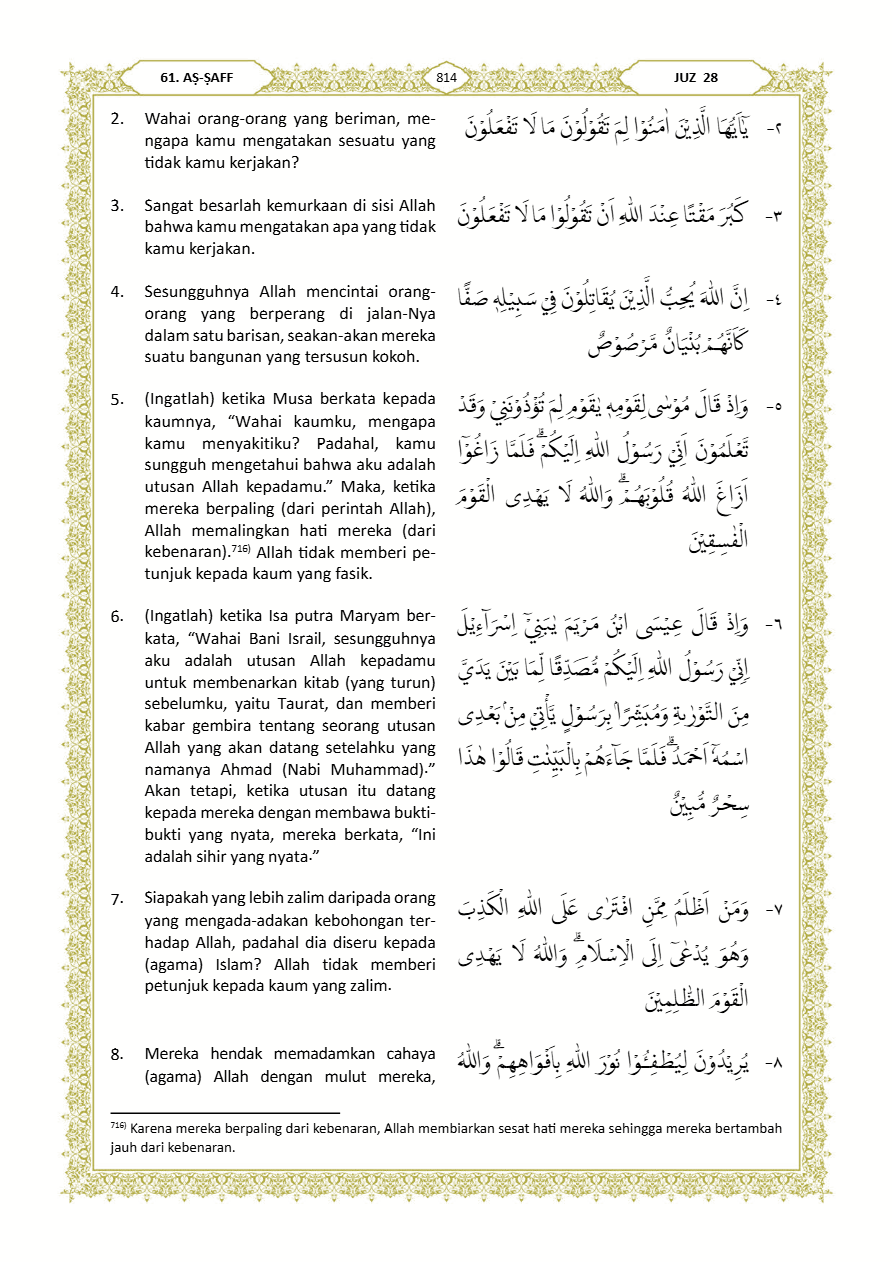 61. AṢ-ṢAFF
814
JUZ 28
2. Wahai orang-orang yang beriman, me-
ngapa kamu mengatakan sesuatu yang
tidak kamu kerjakan?
٢- يٰٓاَيُّهَا الَّذِيْنَ اٰمَنُوْا لِمَ تَقُوْلُوْنَ مَا لَا تَفْعَلُوْنَ
3. Sangat besarlah kemurkaan di sisi Allah
bahwa kamu mengatakan apa yang tidak
kamu kerjakan.
٣- كَبُرَ مَقْتًا عِنْدَ اللّٰهِ اَنْ تَقُوْلُوْا مَا لَا تَفْعَلُوْنَ
4. Sesungguhnya Allah mencintai orang-
orang yang berperang di jalan-Nya
dalam satu barisan, seakan-akan mereka
suatu bangunan yang tersusun kokoh.
٤- اِنَّ اللّٰهَ يُحِبُّ الَّذِيْنَ يُقَاتِلُوْنَ فِيْ سَبِيْلِهٖ صَفًّا
كَاَنَّهُمْ بُنْيَانٌ مَّرْصُوْصٌ
5. (Ingatlah) ketika Musa berkata kepada
kaumnya, “Wahai kaumku, mengapa
kamu menyakitiku? Padahal, kamu
sungguh mengetahui bahwa aku adalah
utusan Allah kepadamu.” Maka, ketika
mereka berpaling (dari perintah Allah),
Allah memalingkan hati mereka (dari
kebenaran).716) Allah tidak memberi pe-
tunjuk kepada kaum yang fasik.
٥- وَاِذْ قَالَ مُوْسٰى لِقَوْمِهٖ يٰقَوْمِ لِمَ تُؤْذُوْنَنِيْ وَقَدْ
تَّعْلَمُوْنَ اَنِّيْ رَسُوْلُ اللّٰهِ اِلَيْكُمْۗ فَلَمَّا زَاغُوْٓا
اَزَاغَ اللّٰهُ قُلُوْبَهُمْۗ وَاللّٰهُ لَا يَهْدِى الْقَوْمَ
الْفٰسِقِيْنَ
6. (Ingatlah) ketika Isa putra Maryam ber-
kata, “Wahai Bani Israil, sesungguhnya
aku adalah utusan Allah kepadamu
untuk membenarkan kitab (yang turun)
sebelumku, yaitu Taurat, dan memberi
kabar gembira tentang seorang utusan
Allah yang akan datang setelahku yang
namanya Ahmad (Nabi Muhammad).”
Akan tetapi, ketika utusan itu datang
kepada mereka dengan membawa bukti-
bukti yang nyata, mereka berkata, “Ini
adalah sihir yang nyata.”
٦- وَاِذْ قَالَ عِيْسَى ابْنُ مَرْيَمَ يٰبَنِيْٓ اِسْرَاۤءِيْلَ
اِنِّيْ رَسُوْلُ اللّٰهِ اِلَيْكُمْ مُّصَدِّقًا لِّمَا بَيْنَ يَدَيَّ
مِنَ التَّوْرٰىةِ وَمُبَشِّرًاۢ بِرَسُوْلٍ يَّأْتِيْ مِنْۢ بَعْدِى
اسْمُهٗٓ اَحْمَدُۗ فَلَمَّا جَاۤءَهُمْ بِالْبَيِّنٰتِ قَالُوْا هٰذَا
سِحْرٌ مُّبِيْنٌ
7. Siapakah yang lebih zalim daripada orang
yang mengada-adakan kebohongan ter-
hadap Allah, padahal dia diseru kepada
(agama) Islam? Allah tidak memberi
petunjuk kepada kaum yang zalim.
٧- وَمَنْ اَظْلَمُ مِمَّنِ افْتَرٰى عَلَى اللّٰهِ الْكَذِبَ
وَهُوَ يُدْعٰىٓ اِلَى الْاِسْلَامِۗ وَاللّٰهُ لَا يَهْدِى
الْقَوْمَ الظّٰلِمِيْنَ
8. Mereka hendak memadamkan cahaya
(agama) Allah dengan mulut mereka,
٨- يُرِيْدُوْنَ لِيُطْفِـُٔوْا نُوْرَ اللّٰهِ بِاَفْوَاهِهِمْۗ وَاللّٰهُ
716) Karena mereka berpaling dari kebenaran, Allah membiarkan sesat hati mereka sehingga mereka bertambah
jauh dari kebenaran.